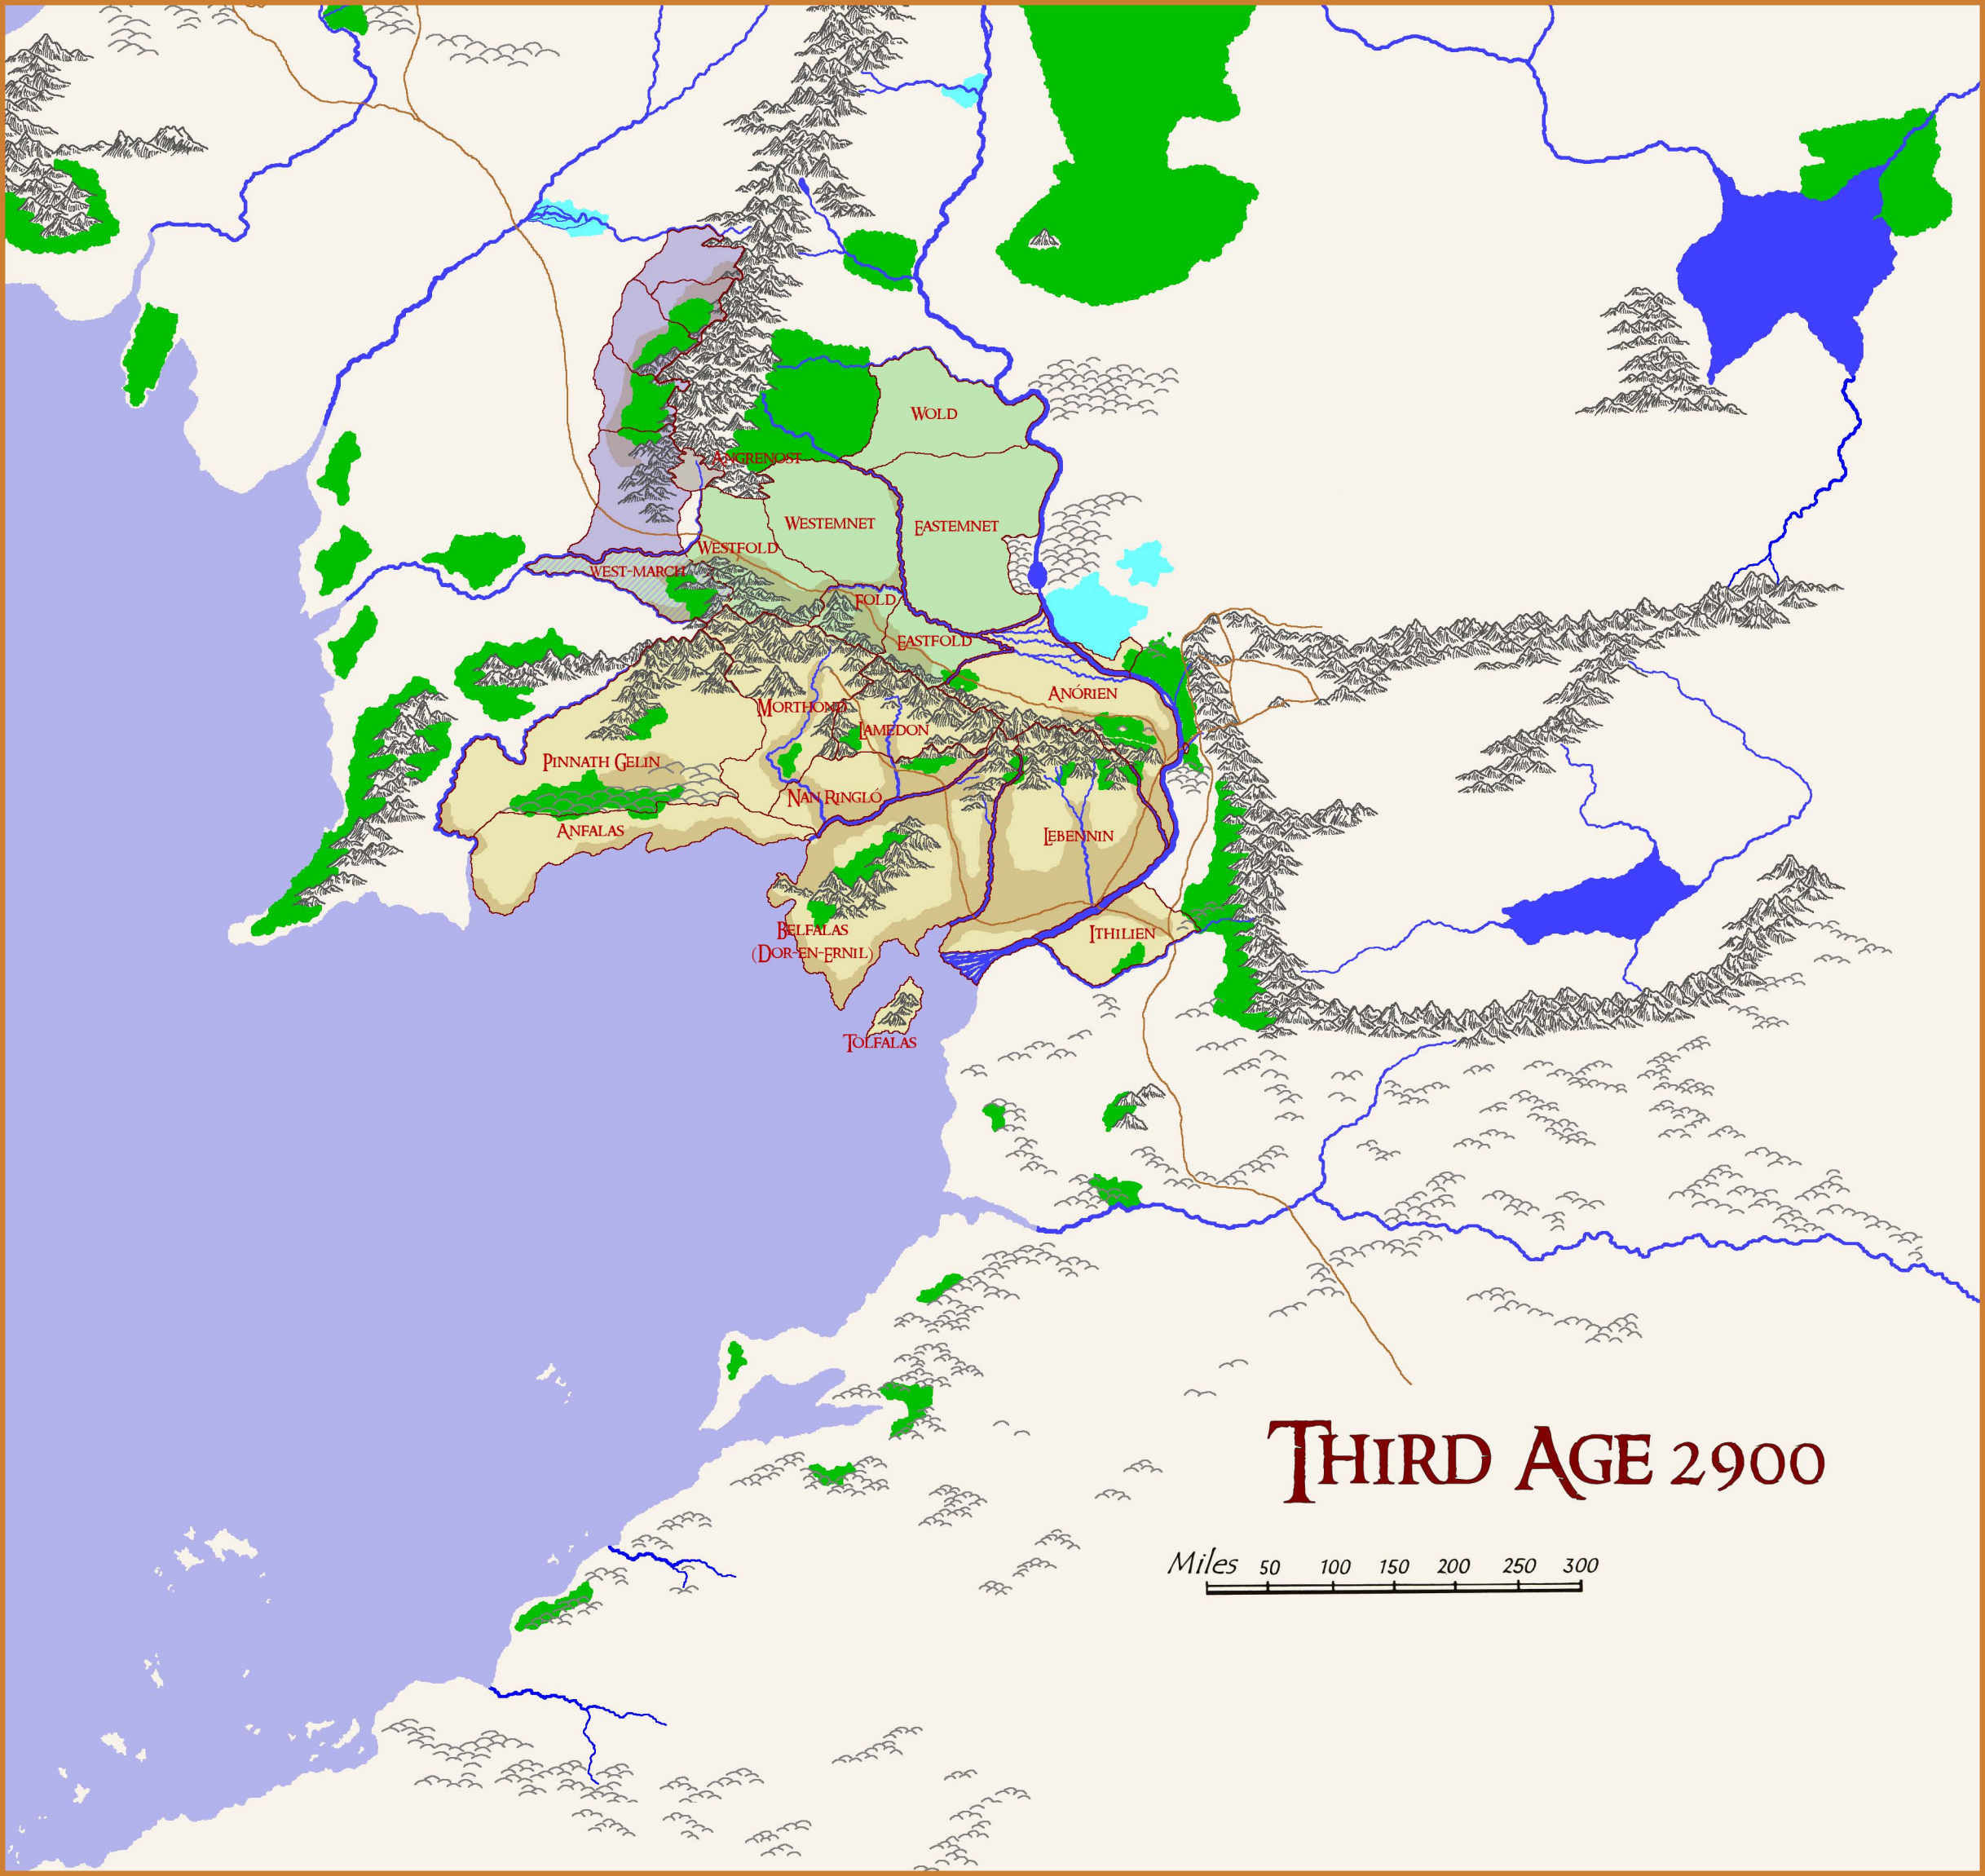 Wold
Angrenost
Westemnet
Eastemnet
Westfold
West-march
Fold
Eastfold
Anórien
Morthond
Lamedon
Pinnath Gelin
Nan Ringló
Anfalas
Lebennin
Belfalas
(Dor-en-Ernil)
Ithilien
Tolfalas
Third Age 2900
Miles 50 100 150 200 250 300